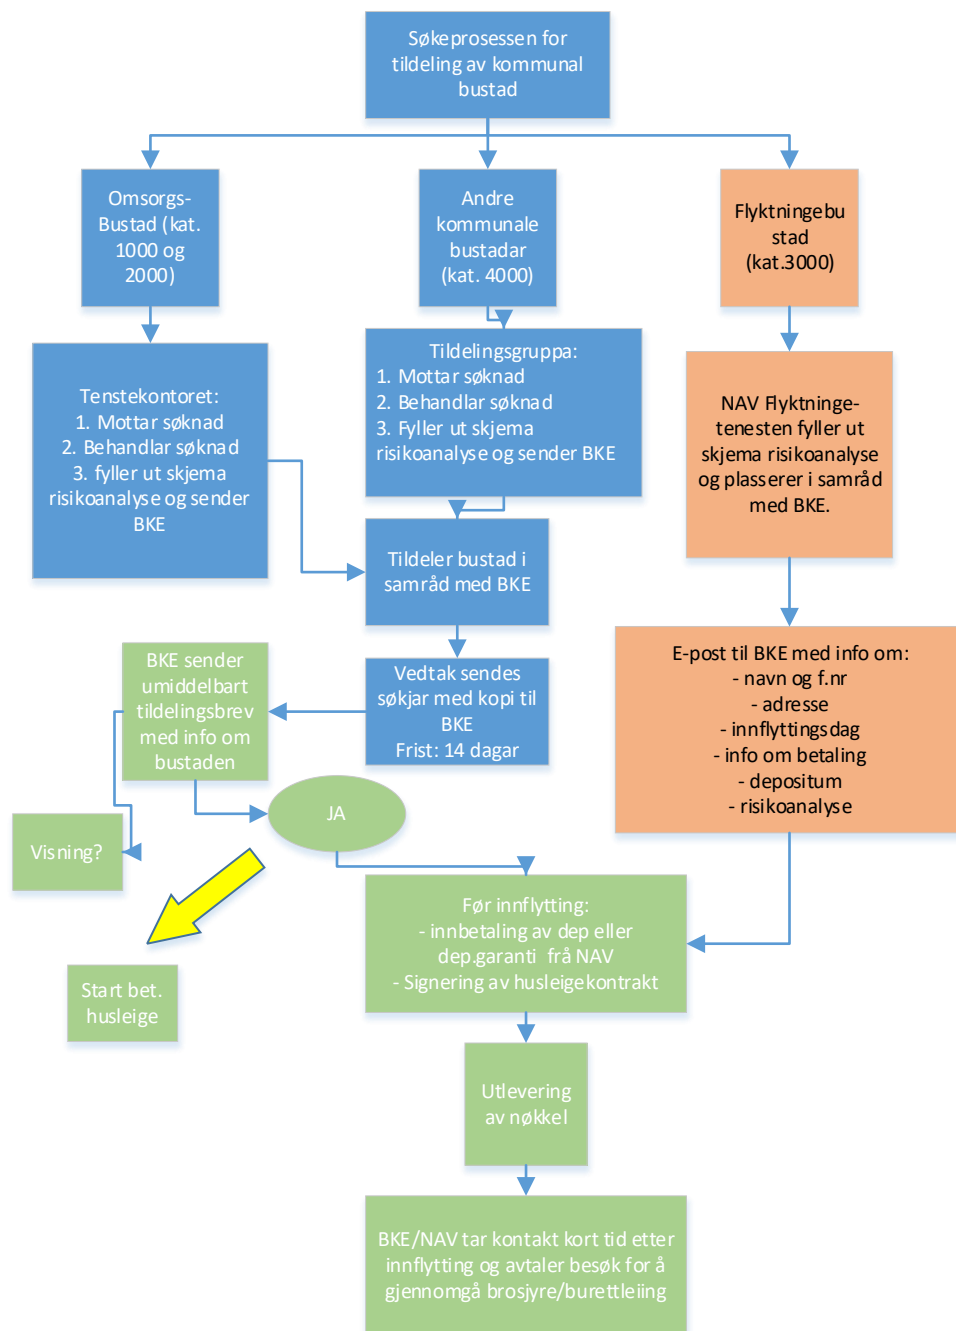 Søkeprosessen for
tildeling av kommunal
bustad
Omsorgs-
Bustad (kat.
1000 og
2000)
Andre
kommunale
bustadar
(kat. 4000)
Flyktningebu
stad
(kat.3000)
Tenstekontoret:
1. Mottar søknad
2. Behandlar søknad
3. fyller ut skjema
risikoanalyse og sender
BKE
Tildelingsgruppa:
1. Mottar søknad
2. Behandlar søknad
3. Fyller ut skjema
risikoanalyse og sender BKE
NAV Flyktninge-
tenesten fyller ut
skjema risikoanalyse
og plasserer i samråd
med BKE.
Tildeler bustad i
samråd med BKE
BKE sender
umiddelbart
tildelingsbrev
med info om
bustaden
Vedtak sendes
søkjar med kopi til
BKE
Frist: 14 dagar
E-post til BKE med info om:
- navn og f.nr
- adresse
- innflyttingsdag
- info om betaling
- depositum
- risikoanalyse
JA
Visning?
Før innflytting:
- innbetaling av dep eller
dep.garanti frå NAV
- Signering av husleigekontrakt
Start bet.
husleige
Utlevering
av nøkkel
BKE/NAV tar kontakt kort tid etter
innflytting og avtaler besøk for å
gjennomgå brosjyre/burettleiing